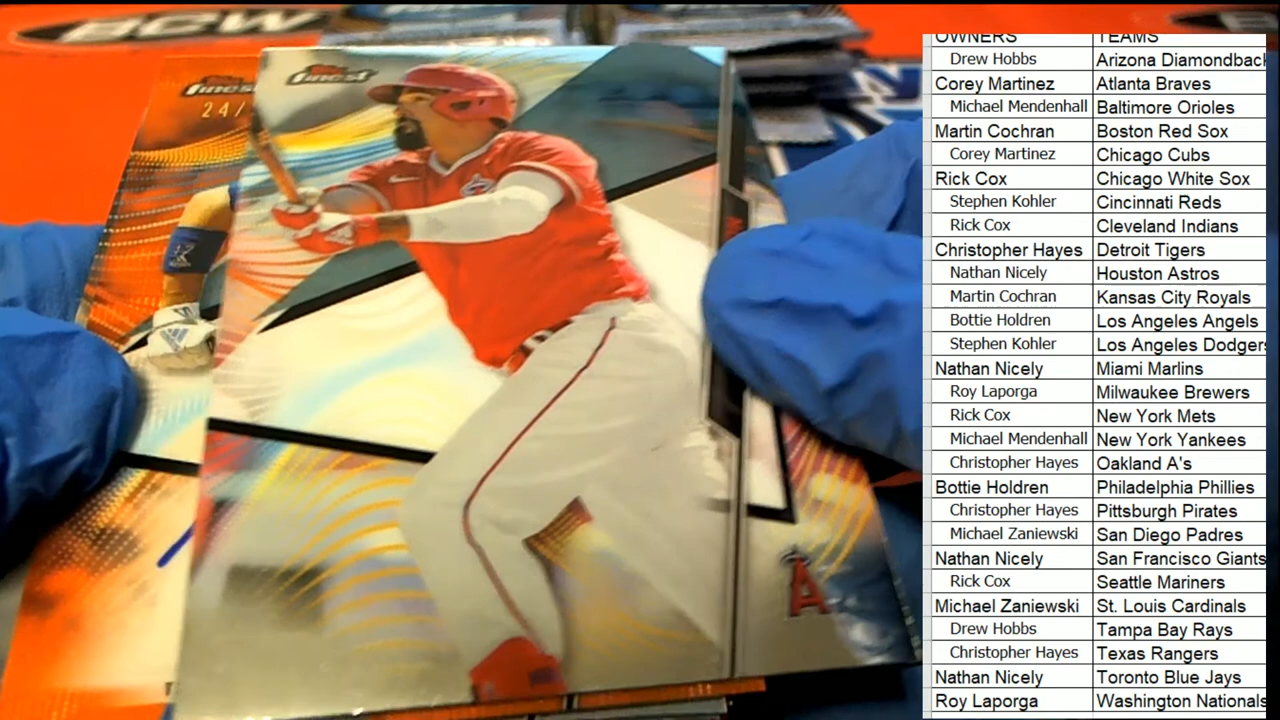 BCW
Topps
finest
24/
Topps
finest
A
OWNERS TEAMS
Drew Hobbs Arizona Diamondback
Corey Martinez Atlanta Braves
Michael Mendenhall Baltimore Orioles
Martin Cochran Boston Red Sox
Corey Martinez Chicago Cubs
Rick Cox Chicago White Sox
Stephen Kohler Cincinnati Reds
Rick Cox Cleveland Indians
Christopher Hayes Detroit Tigers
Nathan Nicely Houston Astros
Martin Cochran Kansas City Royals
Bottie Holdren Los Angeles Angels
Stephen Kohler Los Angeles Dodgers
Nathan Nicely Miami Marlins
Roy Laporga Milwaukee Brewers
Rick Cox New York Mets
Michael Mendenhall New York Yankees
Christopher Hayes Oakland A's
Bottie Holdren Philadelphia Phillies
Christopher Hayes Pittsburgh Pirates
Michael Zaniewski San Diego Padres
Nathan Nicely San Francisco Giants
Rick Cox Seattle Mariners
Michael Zaniewski St. Louis Cardinals
Drew Hobbs Tampa Bay Rays
Christopher Hayes Texas Rangers
Nathan Nicely Toronto Blue Jays
Roy Laporga Washington Nationals